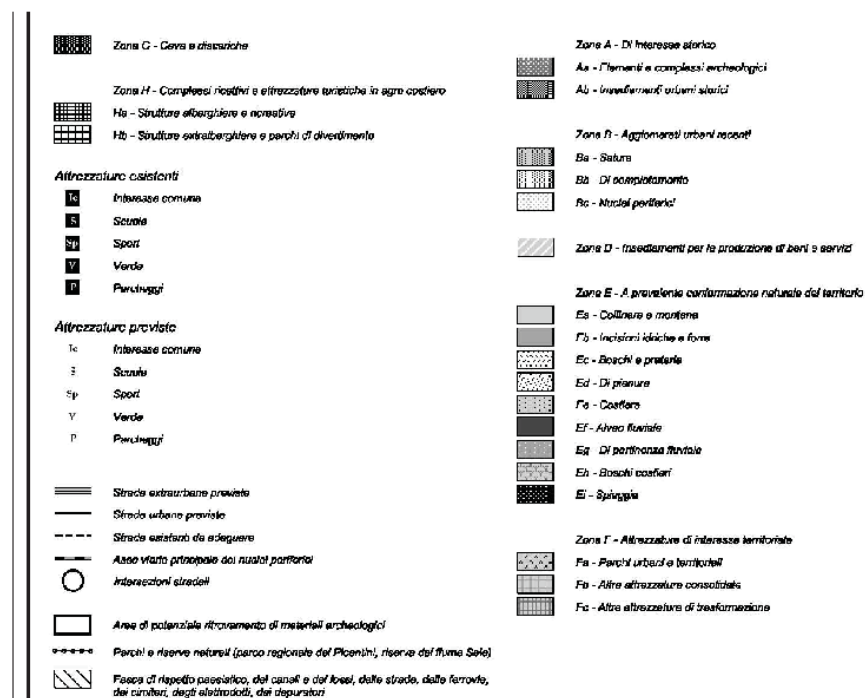 Zona G - Cave e discariche
Zona H - Complessi ricettivi e attrezzature turistiche in agro costiero
Ha - Strutture alberghiere e ricreative
Hb - Strutture extralberghiere e parchi di divertimento
Attrezzature esistenti
Ic Interesse comune
S Scuole
Sp Sport
V Verde
P Parcheggi
Attrezzature previste
Ic Interesse comune
S Scuole
Sp Sport
V Verde
P Parcheggi
Strade extraurbane previste
Strade urbane previste
Strade esistenti da adeguare
Asse viario principale dei nuclei periferici
Intersezioni stradali
Aree di potenziale ritrovamento di materiali archeologici
Parchi e riserve naturali (parco regionale dei Picentini, riserva del fiume Sele)
Fasce di rispetto paesistico, dei canali e dei fossi, delle strade, delle ferrovie,
dei cimiteri, degli elettrodotti, dei depuratori
Zona A - Di interesse storico
Aa - Elementi e complessi archeologici
Ab - Insediamenti urbani storici
Zona B - Agglomerati urbani recenti
Ba - Satura
Bb - Di completamento
Bc - Nuclei periferici
Zona D - Insediamenti per la produzione di beni e servizi
Zona E - A prevalente conformazione naturale del territorio
Ea - Collinare e montana
Eb - Incisioni idriche e forre
Ec - Boschi e praterie
Ed - Di pianura
Ee - Costiera
Ef - Alveo fluviale
Eg - Di pertinenza fluviale
Eh - Boschi costieri
Ei - Spiaggia
Zona F - Attrezzature di interesse territoriale
Fa - Parchi urbani e territoriali
Fb - Altre attrezzature consolidate
Fc - Altre attrezzature di trasformazione